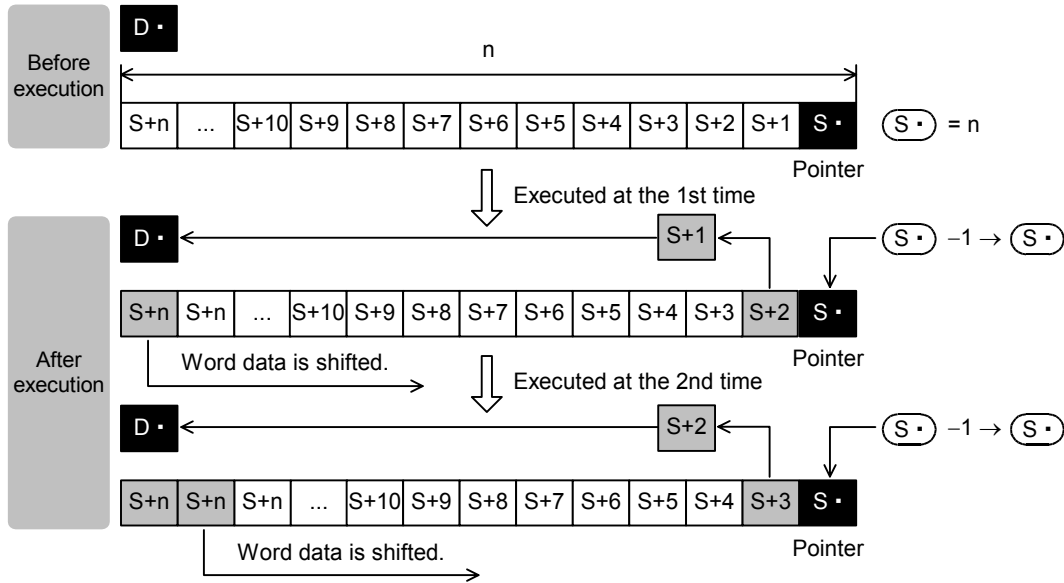 Before
execution
D ·
n
S+n ... S+10 S+9 S+8 S+7 S+6 S+5 S+4 S+3 S+2 S+1 S · S · = n
Pointer
Executed at the 1st time
After
execution
D · S+1 S · −1 → S ·
S+n S+n ... S+10 S+9 S+8 S+7 S+6 S+5 S+4 S+3 S+2 S ·
Word data is shifted. Pointer
Executed at the 2nd time
D · S+2 S · −1 → S ·
S+n S+n S+n ... S+10 S+9 S+8 S+7 S+6 S+5 S+4 S+3 S ·
Word data is shifted. Pointer